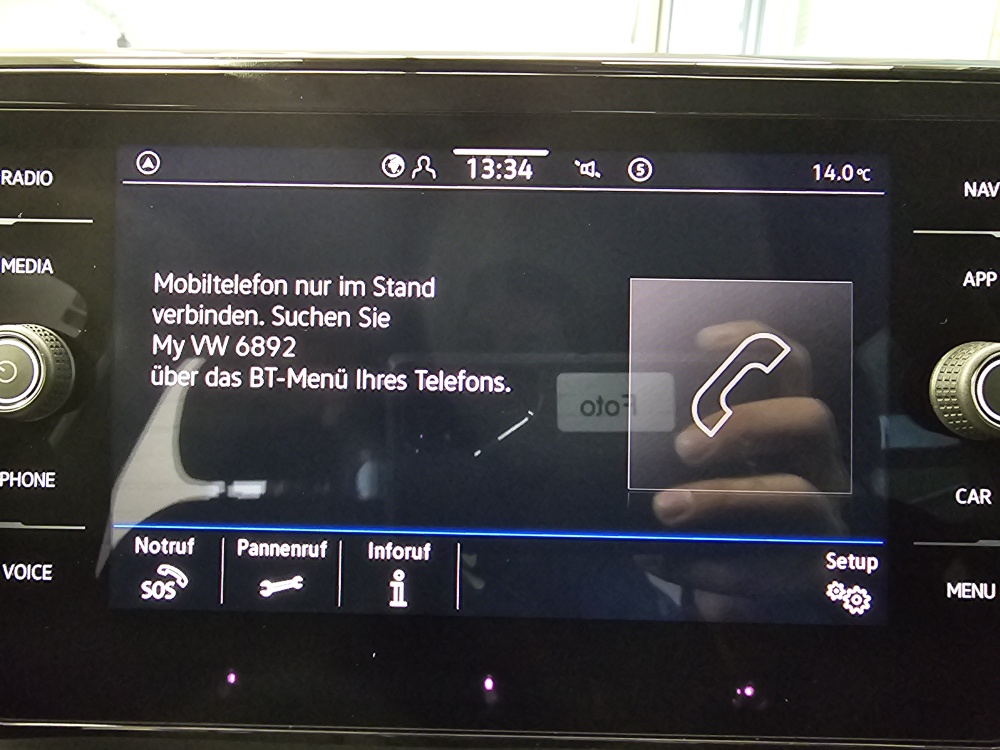 13:34
5
14.0°C
RADIO
MEDIA
PHONE
VOICE
Mobiltelefon nur im Stand
verbinden. Suchen Sie
My VW 6892
über das BT-Menü Ihres Telefons.
Foto
NAV
APP
CAR
MENU
Notruf
SOS
Pannenruf
Inforuf
i
Setup